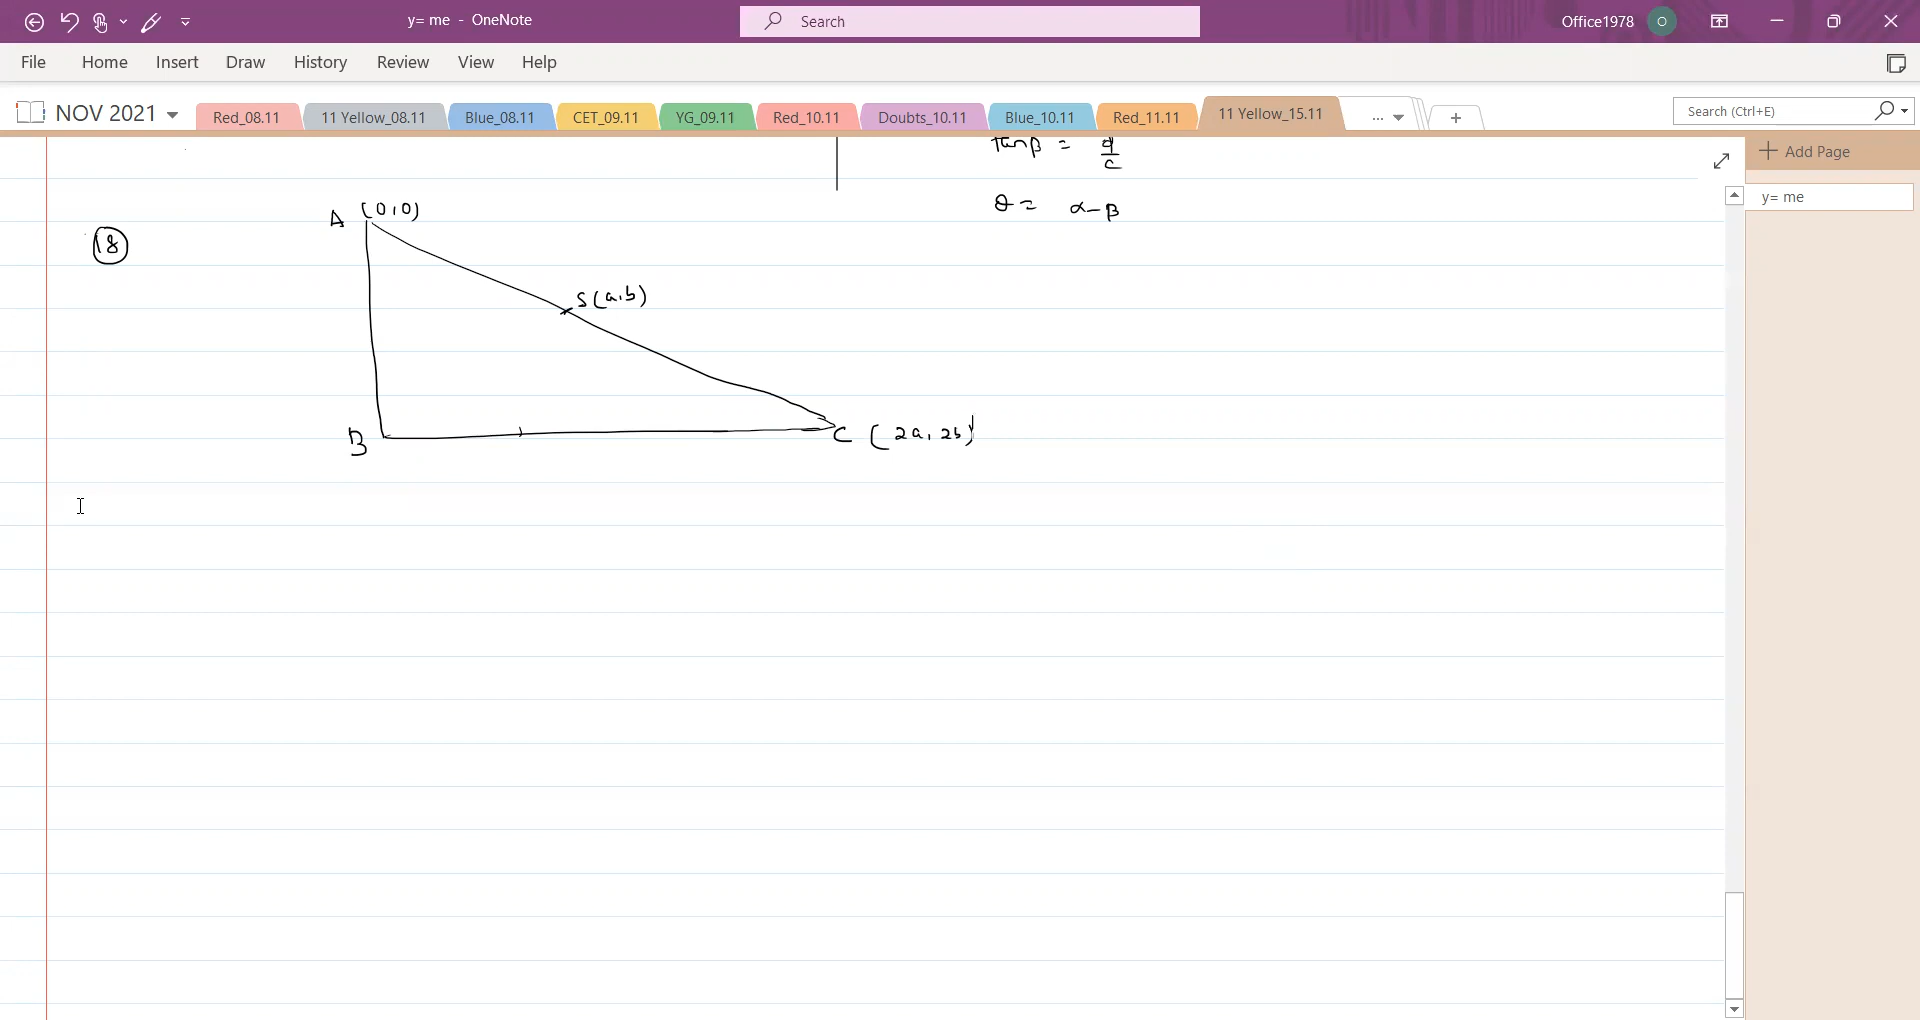 y= me - OneNote
Search
Office1978
O
File Home Insert Draw History Review View Help
NOV 2021
Red_08.11
11 Yellow_08.11
Blue_08.11
CET_09.11
YG_09.11
Red_10.11
Doubts_10.11
Blue_10.11
Red_11.11
11 Yellow_15.11
...
+
Search (Ctrl+E)
Add Page
y= me
tanβ = d/c
θ = α-β
18
A (0,0)
S(a,b)
B
C (2a, 2b)